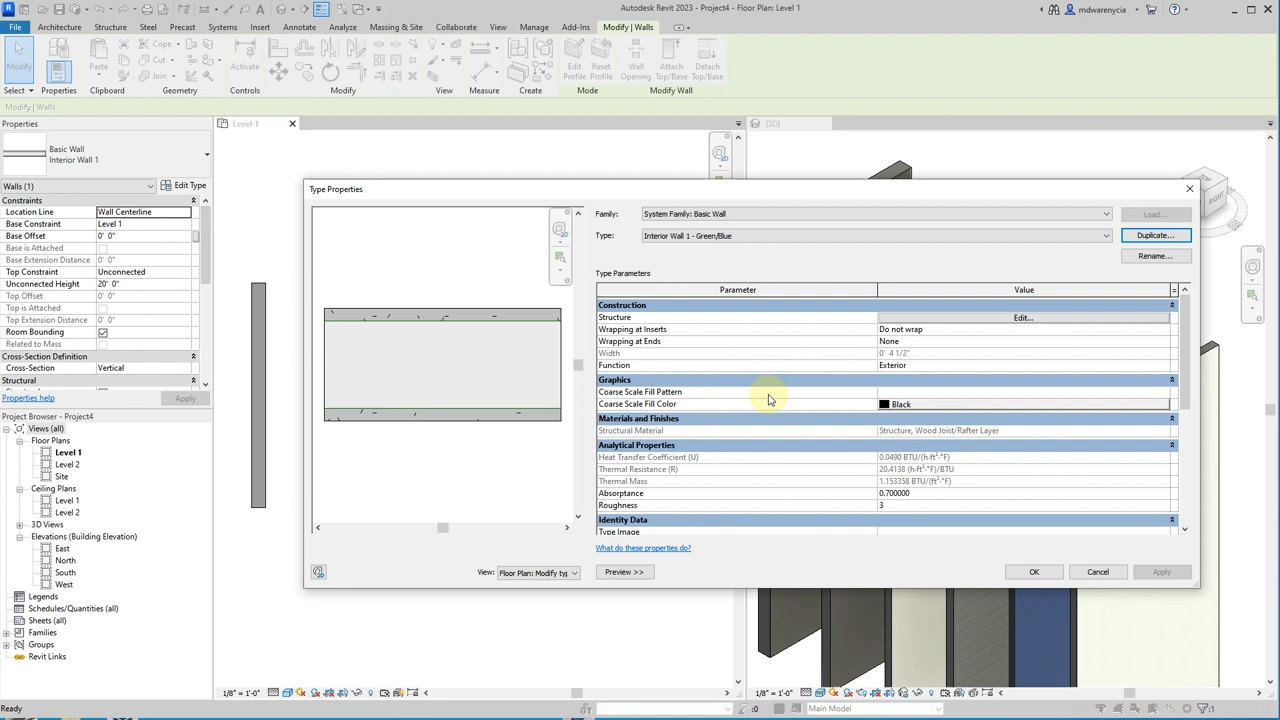 Autodesk Revit 2023 - Project4 - Floor Plan: Level 1
mdwarenycia
File Architecture Structure Steel Precast Systems Insert Annotate Analyze Massing & Site Collaborate View Manage Add-Ins Modify | Walls
Modify
Paste
Cope
Cut
Join
Activate
Edit Profile
Reset Profile
Wall Opening
Attach Top/Base
Detach Top/Base
Select Properties Clipboard Geometry Controls Modify View Measure Create Mode Modify Wall
Modify | Walls
Properties
Level 1
{3D}
Basic Wall
Interior Wall 1
Walls (1)
Edit Type
Constraints
Location Line Wall Centerline
Base Constraint Level 1
Base Offset 0' 0"
Base is Attached
Base Extension Distance 0' 0"
Top Constraint Unconnected
Unconnected Height 20' 0"
Top Offset 0' 0"
Top is Attached
Top Extension Distance 0' 0"
Room Bounding
Related to Mass
Cross-Section Definition
Cross-Section Vertical
Structural
Apply
Project Browser - Project4
Views (all)
Floor Plans
Level 1
Level 2
Site
Ceiling Plans
Level 1
Level 2
3D Views
Elevations (Building Elevation)
East
North
South
West
Legends
Schedules/Quantities (all)
Families
Groups
Revit Links
Type Properties
Family: System Family: Basic Wall Load...
Type: Interior Wall 1 - Green/Blue Duplicate...
Rename...
Type Parameters
Parameter Value =
Construction
Structure Edit...
Wrapping at Inserts Do not wrap
Wrapping at Ends None
Width 0' 4 1/2"
Function Exterior
Graphics
Coarse Scale Fill Pattern
Coarse Scale Fill Color Black
Materials and Finishes
Structural Material Structure, Wood Joist/Rafter Layer
Analytical Properties
Heat Transfer Coefficient (U) 0.0490 BTU/(h·ft²·°F)
Thermal Resistance (R) 20.4138 (h·ft²·°F)/BTU
Thermal Mass 1.153358 BTU/(ft²·°F)
Absorptance 0.700000
Roughness 3
Identity Data
Type Image
What do these properties do?
View: Floor Plan: Modify typ
Preview >>
OK Cancel Apply
RIGHT
1/8" = 1'-0"
1/8" = 1'-0"
Ready
:0
Main Model
:1